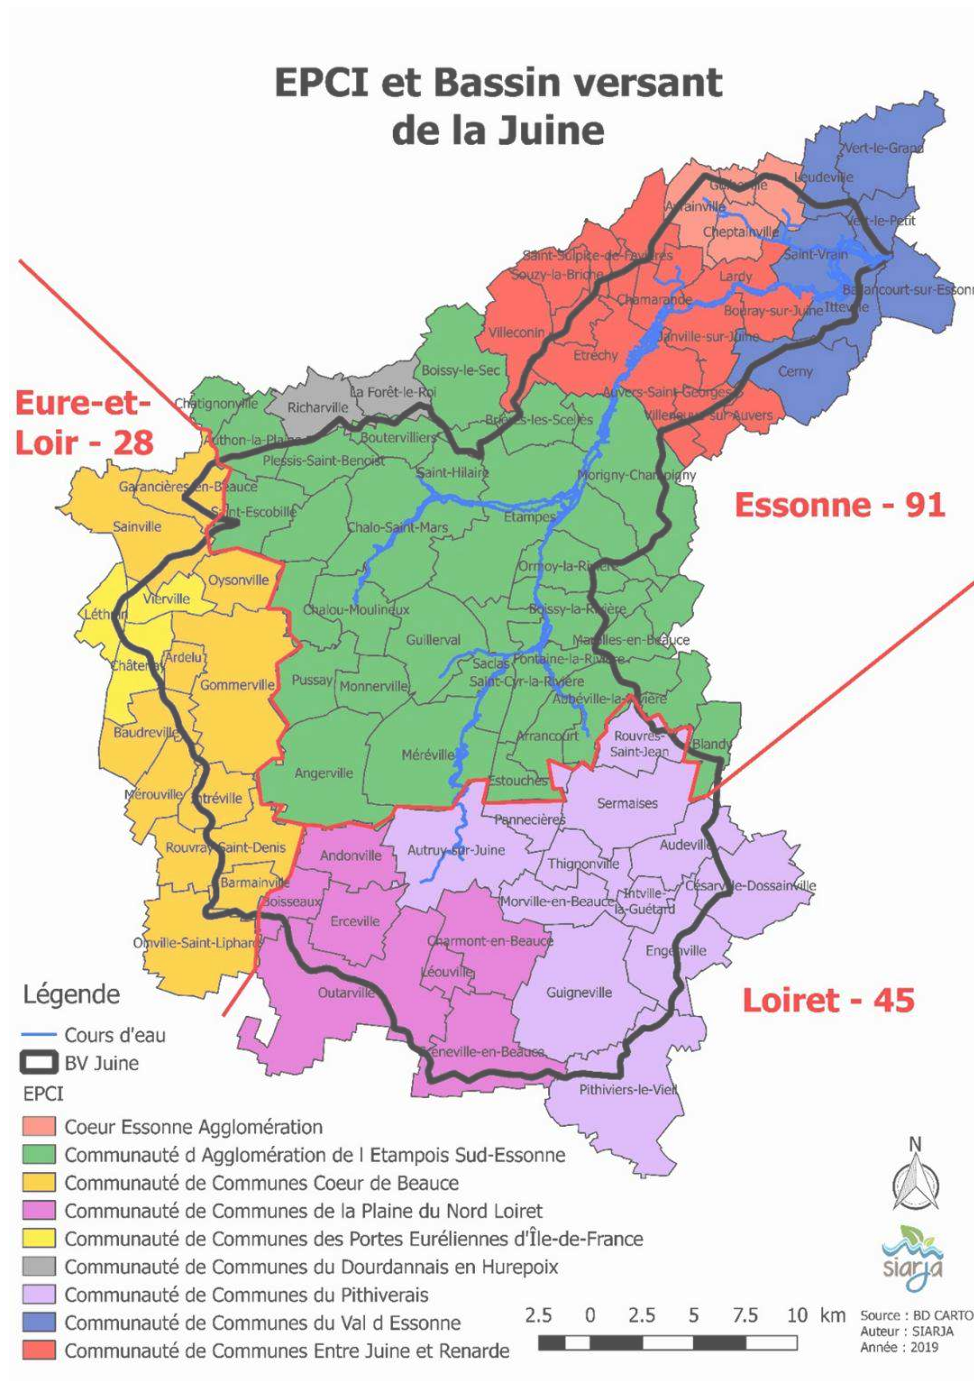 EPCI et Bassin versant
de la Juine
Vert-le-Grand
Leudeville
Guibeville
Avrainville
Vert-le-Petit
Cheptainville
Saint-Vrain
Saint-Sulpice-de-Favières
Souzy-la-Briche
Lardy
Ballancourt-sur-Essonn
Chamarande
Itteville
Bouray-sur-Juine
Villeconin
Janville-sur-Juine
Etréchy
Boissy-le-Sec
Cerny
Eure-et-
Loir - 28
La Forêt-le-Roi
Auvers-Saint-Georges
Chatignonville
Richarville
Villeneuve-sur-Auvers
Brières-les-Scellés
Authon-la-Plaine
Boutervilliers
Plessis-Saint-Benoist
Saint-Hilaire
Morigny-Champigny
Garancières-en-Beauce
Essonne - 91
Saint-Escobille
Etampes
Sainville
Chalo-Saint-Mars
Ormoy-la-Rivière
Oysonville
Vierville
Chalou-Moulineux
Boissy-la-Rivière
Léthuin
Guillerval
Marolles-en-Beauce
Ardelu
Fontaine-la-Rivière
Châtenay
Saclas
Saint-Cyr-la-Rivière
Pussay
Monnerville
Gommerville
Abbéville-la-Rivière
Baudreville
Arrancourt
Rouvres-
Saint-Jean
Blandy
Méréville
Angerville
Estouches
Mérouville
Intréville
Sermaises
Pannecières
Rouvray-Saint-Denis
Andonville
Autruy-sur-Juine
Audeville
Thignonville
Barmainville
Césarville-Dossainville
Intville-
la-Guétard
Boisseaux
Morville-en-Beauce
Erceville
Oinville-Saint-Liphard
Charmont-en-Beauce
Engenville
Léouville
Outarville
Guigneville
Loiret - 45
Greneville-en-Beauce
Pithiviers-le-Vieil
Légende
Cours d'eau
BV Juine
EPCI
Coeur Essonne Agglomération
Communauté d Agglomération de l Etampois Sud-Essonne
Communauté de Communes Coeur de Beauce
Communauté de Communes de la Plaine du Nord Loiret
Communauté de Communes des Portes Euréliennes d'Île-de-France
Communauté de Communes du Dourdannais en Hurepoix
Communauté de Communes du Pithiverais
Communauté de Communes du Val d Essonne
Communauté de Communes Entre Juine et Renarde
N
siarja
2.5 0 2.5 5 7.5 10 km
Source : BD CARTO
Auteur : SIARJA
Année : 2019